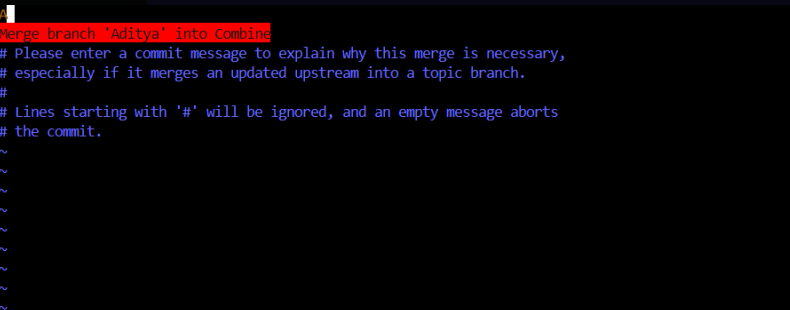 A
Merge branch 'Aditya' into Combine
# Please enter a commit message to explain why this merge is necessary,
# especially if it merges an updated upstream into a topic branch.
#
# Lines starting with '#' will be ignored, and an empty message aborts
# the commit.
~
~
~
~
~
~
~
~
~